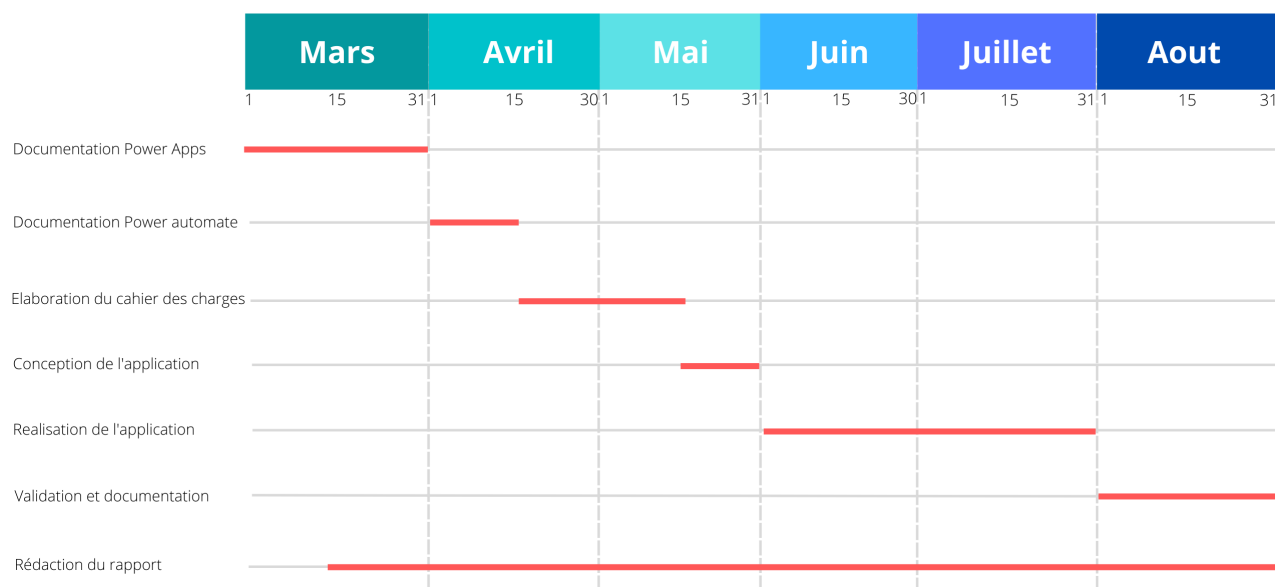 Mars Avril Mai Juin Juillet Aout
1 15 31 1 15 30 1 15 31 1 15 30 1 15 31 1 15 31
Documentation Power Apps
Documentation Power automate
Elaboration du cahier des charges
Conception de l'application
Realisation de l'application
Validation et documentation
Rédaction du rapport